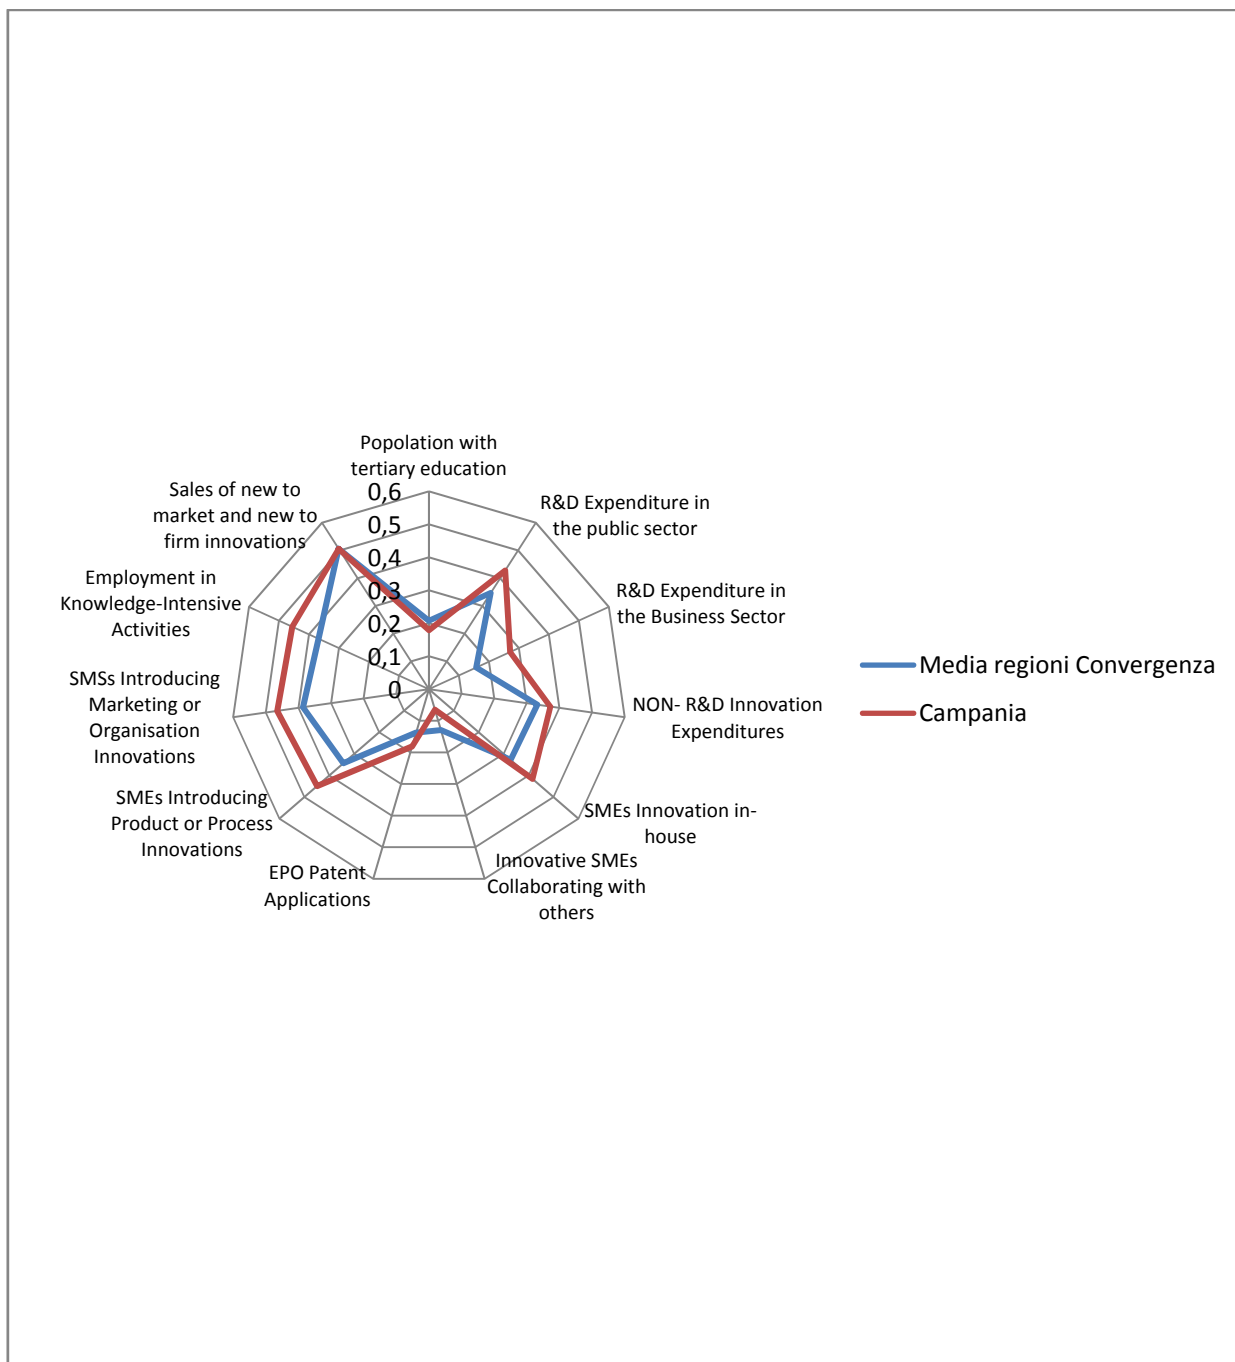 Popolation with
tertiary education
R&D Expenditure in
the public sector
R&D Expenditure in
the Business Sector
NON- R&D Innovation
Expenditures
SMEs Innovation in-
house
Innovative SMEs
Collaborating with
others
EPO Patent
Applications
SMEs Introducing
Product or Process
Innovations
SMSs Introducing
Marketing or
Organisation
Innovations
Employment in
Knowledge-Intensive
Activities
Sales of new to
market and new to
firm innovations
0,6
0,5
0,4
0,3
0,2
0,1
0
Media regioni Convergenza
Campania